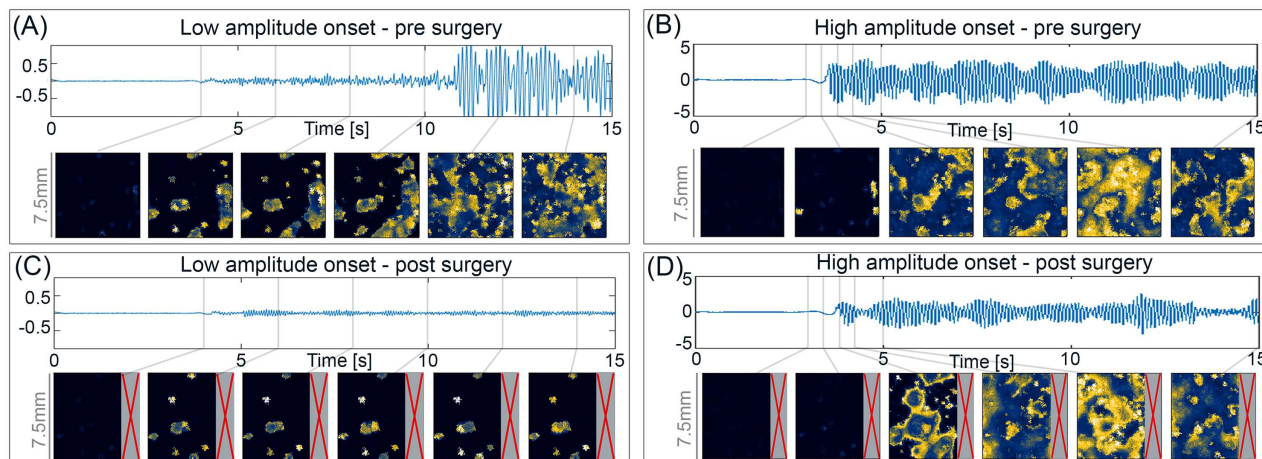 (A)
Low amplitude onset - pre surgery
0.5
-0.5
0
5
10
15
Time [s]
7.5mm
(B)
High amplitude onset - pre surgery
5
0
-5
0
5
10
15
Time [s]
7.5mm
(C)
Low amplitude onset - post surgery
0.5
-0.5
0
5
10
15
Time [s]
7.5mm
(D)
High amplitude onset - post surgery
5
0
-5
0
5
10
15
Time [s]
7.5mm